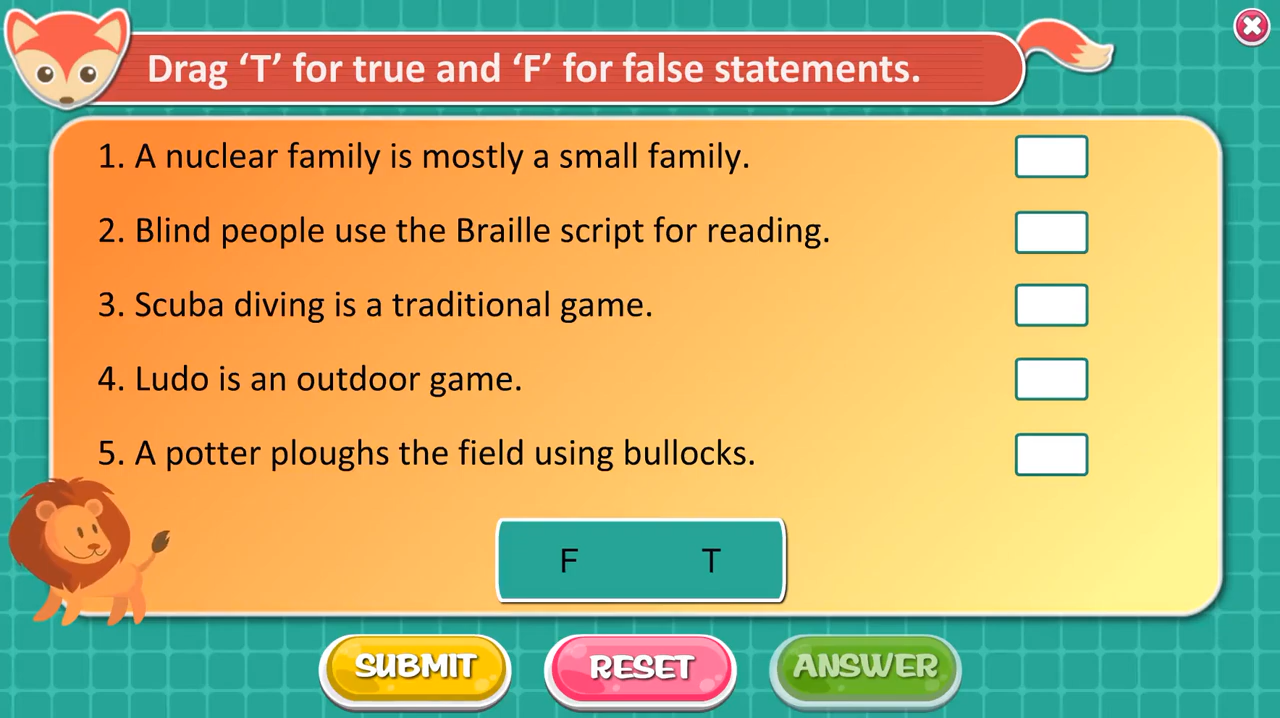 Drag ‘T’ for true and ‘F’ for false statements.
1. A nuclear family is mostly a small family.
2. Blind people use the Braille script for reading.
3. Scuba diving is a traditional game.
4. Ludo is an outdoor game.
5. A potter ploughs the field using bullocks.
F T
SUBMIT RESET ANSWER